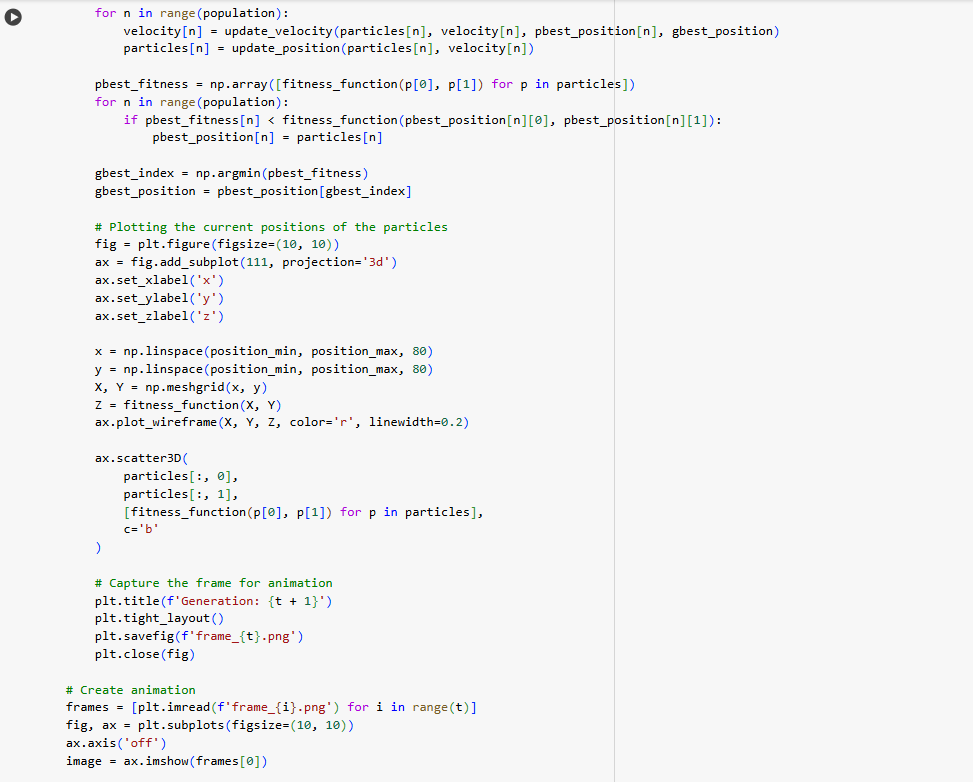 for n in range(population):
    velocity[n] = update_velocity(particles[n], velocity[n], pbest_position[n], gbest_position)
    particles[n] = update_position(particles[n], velocity[n])

pbest_fitness = np.array([fitness_function(p[0], p[1]) for p in particles])
for n in range(population):
    if pbest_fitness[n] < fitness_function(pbest_position[n][0], pbest_position[n][1]):
        pbest_position[n] = particles[n]

gbest_index = np.argmin(pbest_fitness)
gbest_position = pbest_position[gbest_index]

# Plotting the current positions of the particles
fig = plt.figure(figsize=(10, 10))
ax = fig.add_subplot(111, projection='3d')
ax.set_xlabel('x')
ax.set_ylabel('y')
ax.set_zlabel('z')

x = np.linspace(position_min, position_max, 80)
y = np.linspace(position_min, position_max, 80)
X, Y = np.meshgrid(x, y)
Z = fitness_function(X, Y)
ax.plot_wireframe(X, Y, Z, color='r', linewidth=0.2)

ax.scatter3D(
    particles[:, 0],
    particles[:, 1],
    [fitness_function(p[0], p[1]) for p in particles],
    c='b'
)

# Capture the frame for animation
plt.title(f'Generation: {t + 1}')
plt.tight_layout()
plt.savefig(f'frame_{t}.png')
plt.close(fig)

# Create animation
frames = [plt.imread(f'frame_{i}.png') for i in range(t)]
fig, ax = plt.subplots(figsize=(10, 10))
ax.axis('off')
image = ax.imshow(frames[0])